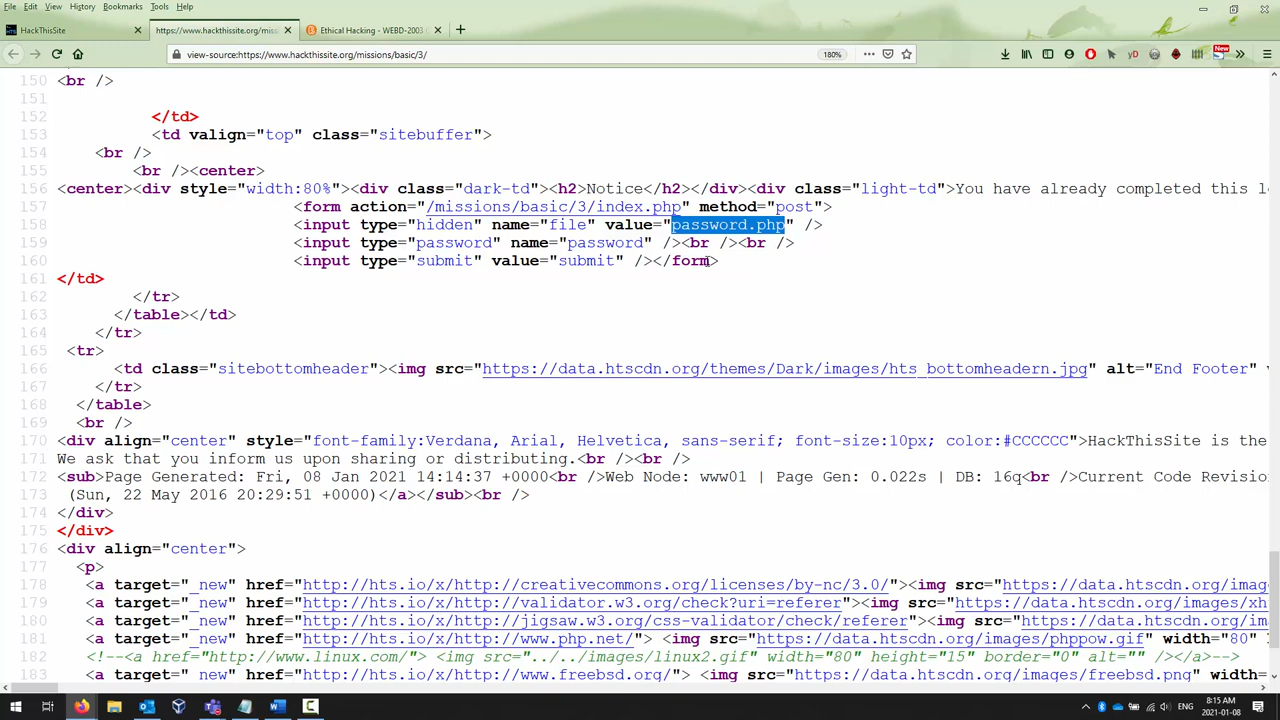 File Edit View History Bookmarks Tools Help
HackThisSite
https://www.hackthissite.org/miss
Ethical Hacking - WEBD-2003
view-source:https://www.hackthissite.org/missions/basic/3/
180%
New
150 <br />
151
152 </td>
153 <td valign="top" class="sitebuffer">
154 <br />
155 <br /><center>
156 <center><div style="width:80%"><div class="dark-td"><h2>Notice</h2></div><div class="light-td">You have already completed this l
157 <form action="/missions/basic/3/index.php" method="post">
158 <input type="hidden" name="file" value="password.php" />
159 <input type="password" name="password" /><br /><br />
160 <input type="submit" value="submit" /></form>
161 </td>
162 </tr>
163 </table></td>
164 </tr>
165 <tr>
166 <td class="sitebottomheader"><img src="https://data.htscdn.org/themes/Dark/images/hts_bottomheadern.jpg" alt="End Footer"
167 </tr>
168 </table>
169 <br />
170 <div align="center" style="font-family:Verdana, Arial, Helvetica, sans-serif; font-size:10px; color:#CCCCCC">HackThisSite is the
171 We ask that you inform us upon sharing or distributing.<br /><br />
172 <sub>Page Generated: Fri, 08 Jan 2021 14:14:37 +0000<br />Web Node: www01 | Page Gen: 0.022s | DB: 16q<br />Current Code Revisio
173 (Sun, 22 May 2016 20:29:51 +0000)</a></sub><br />
174 </div>
175 </div>
176 <div align="center">
177 <p>
178 <a target="_new" href="http://hts.io/x/http://creativecommons.org/licenses/by-nc/3.0/"><img src="https://data.htscdn.org/imag
179 <a target="_new" href="http://hts.io/x/http://validator.w3.org/check?uri=referer"><img src="https://data.htscdn.org/images/xh
180 <a target="_new" href="http://hts.io/x/http://jigsaw.w3.org/css-validator/check/referer"><img src="https://data.htscdn.org/im
181 <a target="_new" href="http://hts.io/x/http://www.php.net/"> <img src="https://data.htscdn.org/images/phppow.gif" width="80"
182 <!--<a href="http://www.linux.com/"> <img src="../../images/linux2.gif" width="80" height="15" border="0" alt="" /></a>-->
183 <a target="_new" href="http://hts.io/x/http://www.freebsd.org/"> <img src="https://data.htscdn.org/images/freebsd.png" width=
ENG
8:15 AM
2021-01-08